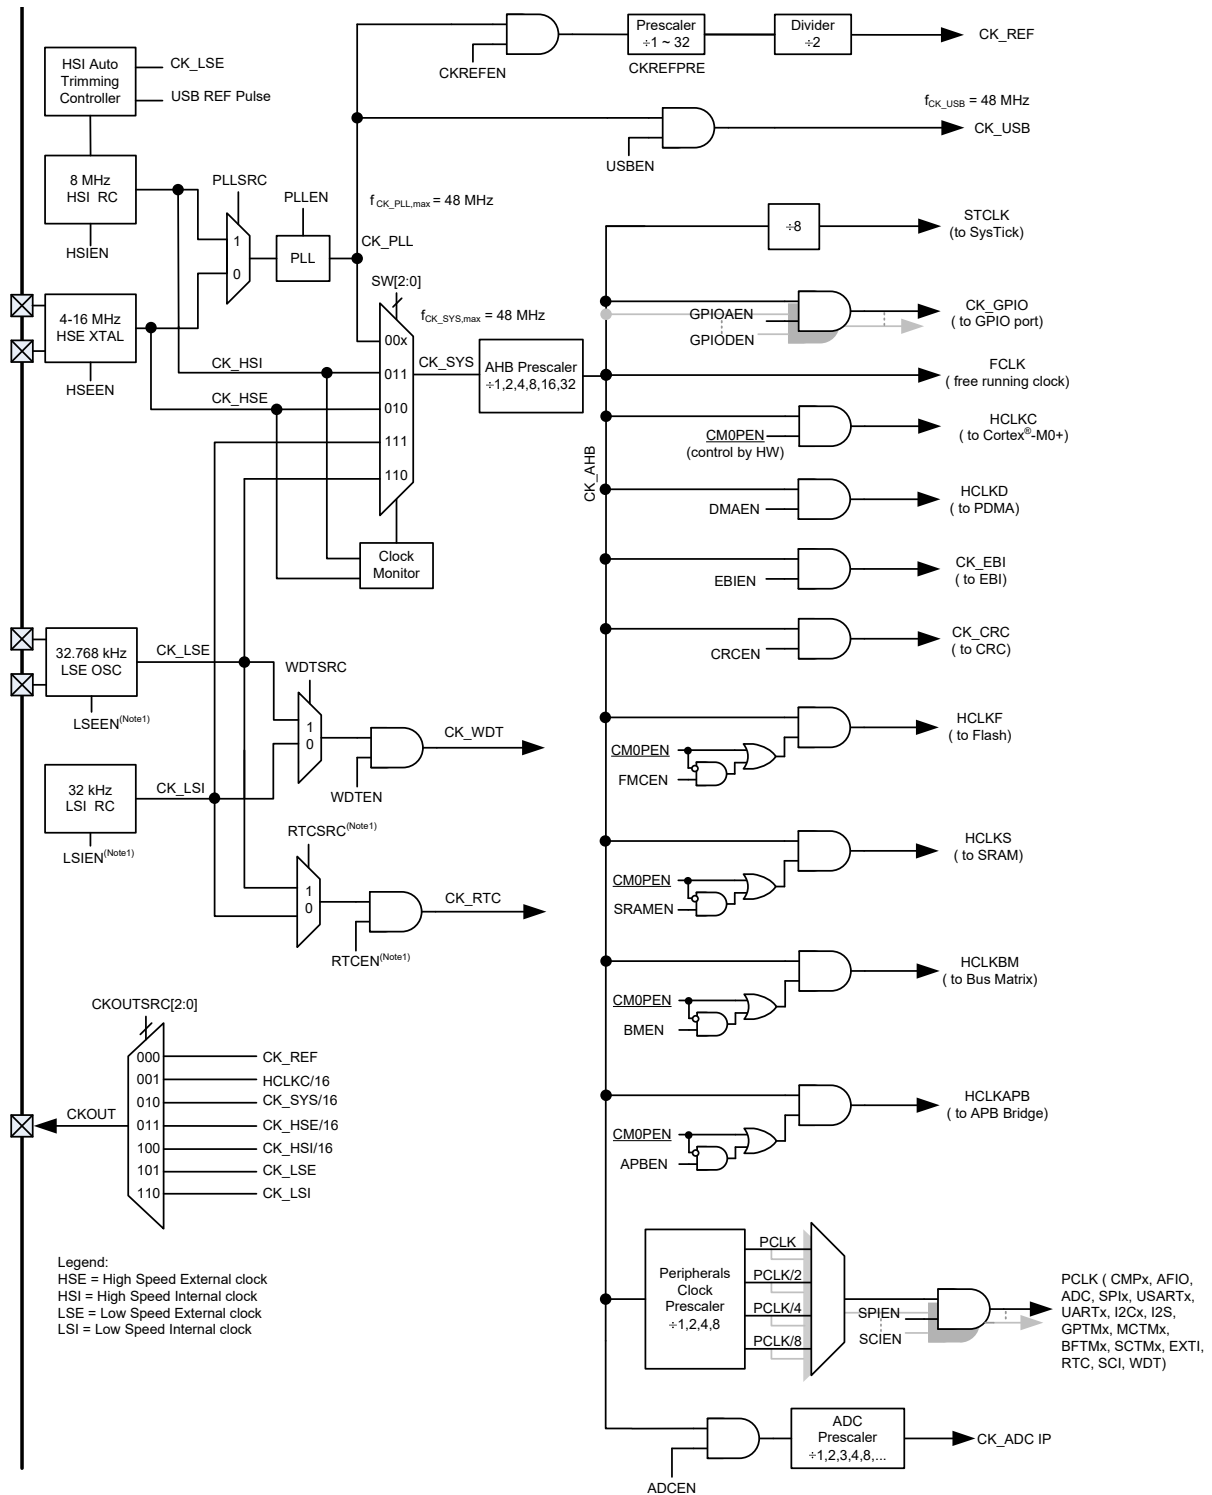 HSI Auto
Trimming
Controller
CK_LSE
USB REF Pulse
8 MHz
HSI RC
HSIEN
PLLSRC
1
0
PLLEN
PLL
f CK_PLL,max = 48 MHz
CK_PLL
CKREFEN
Prescaler
÷1 ~ 32
CKREFPRE
Divider
÷2
CK_REF
USBEN
fCK_USB = 48 MHz
CK_USB
4-16 MHz
HSE XTAL
HSEEN
CK_HSI
CK_HSE
SW[2:0]
00x
011
010
111
110
fCK_SYS,max = 48 MHz
CK_SYS
AHB Prescaler
÷1,2,4,8,16,32
Clock
Monitor
CK_AHB
÷8
STCLK
(to SysTick)
GPIOAEN
GPIODEN
CK_GPIO
( to GPIO port)
FCLK
( free running clock)
CM0PEN
(control by HW)
HCLKC
( to Cortex®-M0+)
DMAEN
HCLKD
( to PDMA)
EBIEN
CK_EBI
( to EBI)
CRCEN
CK_CRC
( to CRC)
CM0PEN
FMCEN
HCLKF
( to Flash)
CM0PEN
SRAMEN
HCLKS
( to SRAM)
CM0PEN
BMEN
HCLKBM
( to Bus Matrix)
CM0PEN
APBEN
HCLKAPB
( to APB Bridge)
32.768 kHz
LSE OSC
LSEEN(Note1)
CK_LSE
WDTSRC
1
0
WDTEN
CK_WDT
32 kHz
LSI RC
LSIEN(Note1)
CK_LSI
RTCSRC(Note1)
1
0
RTCEN(Note1)
CK_RTC
CKOUTSRC[2:0]
CKOUT
000 CK_REF
001 HCLKC/16
010 CK_SYS/16
011 CK_HSE/16
100 CK_HSI/16
101 CK_LSE
110 CK_LSI
Legend:
HSE = High Speed External clock
HSI = High Speed Internal clock
LSE = Low Speed External clock
LSI = Low Speed Internal clock
Peripherals
Clock
Prescaler
÷1,2,4,8
PCLK
PCLK/2
PCLK/4
PCLK/8
SPIEN
SCIEN
PCLK ( CMPx, AFIO,
ADC, SPIx, USARTx,
UARTx, I2Cx, I2S,
GPTMx, MCTMx,
BFTMx, SCTMx, EXTI,
RTC, SCI, WDT)
ADCEN
ADC
Prescaler
÷1,2,3,4,8,...
CK_ADC IP